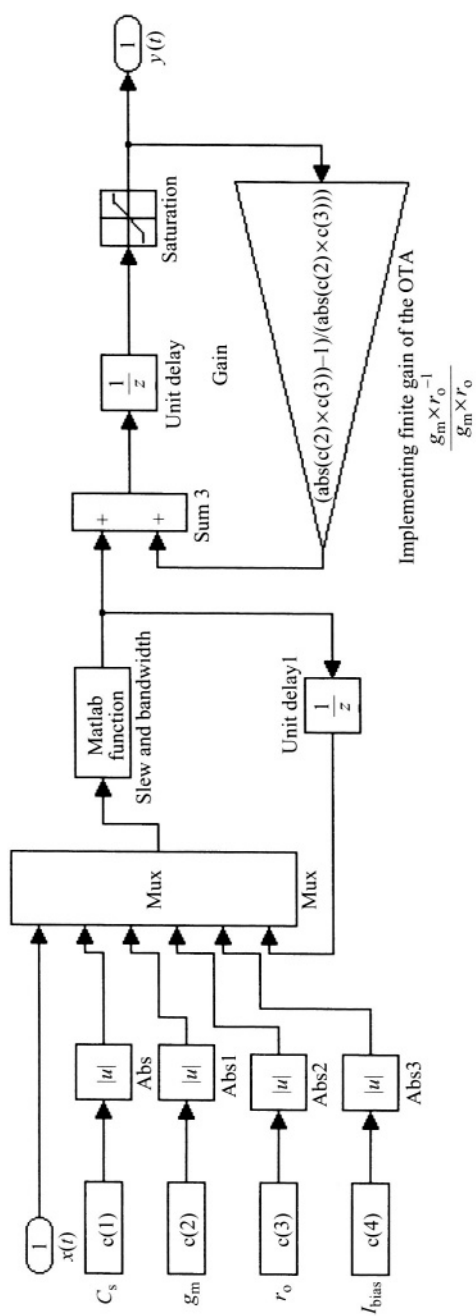 1
x(t)
C_s
c(1)
|u|
Abs
g_m
c(2)
|u|
Abs1
r_o
c(3)
|u|
Abs2
I_bias
c(4)
|u|
Abs3
Mux
Mux
Matlab
function
Slew and bandwidth
Unit delay1
1
z
+
+
Sum 3
1
z
Unit delay
Saturation
1
y(t)
Gain
(abs(c(2)×c(3))−1)/(abs(c(2)×c(3)))
Implementing finite gain of the OTA
g_m×r_o^−1
g_m×r_o